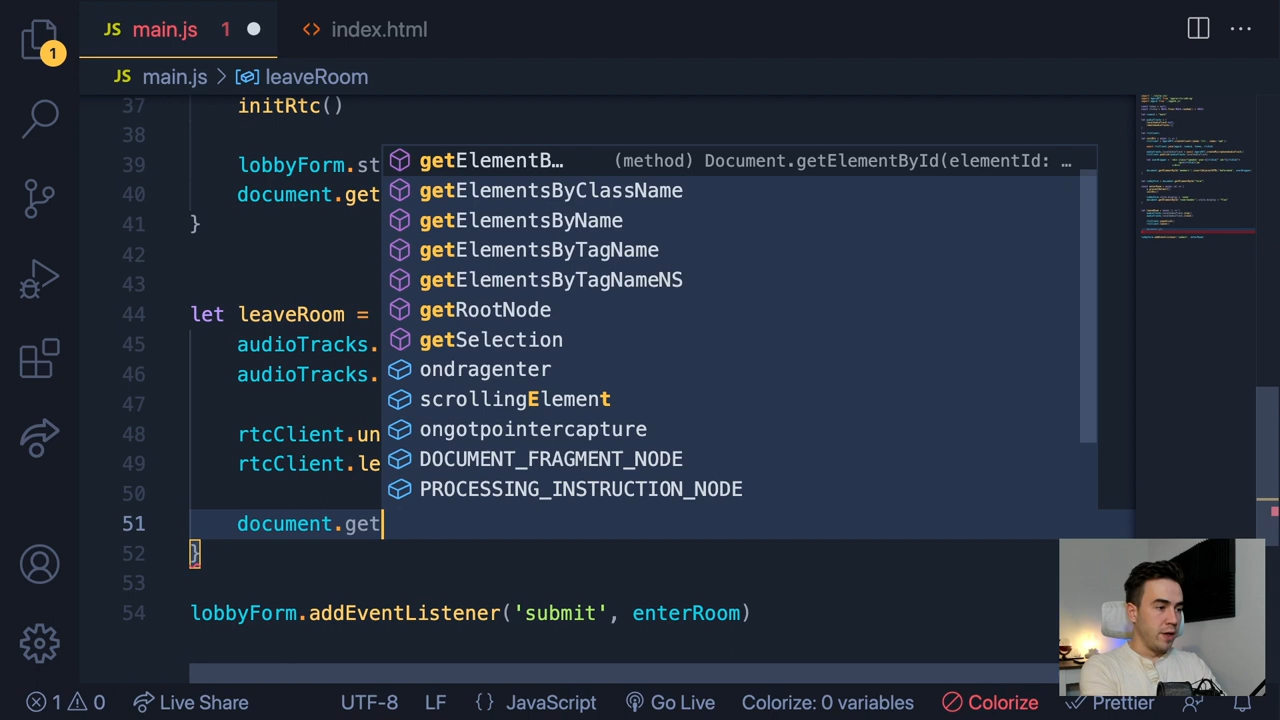 JS main.js 1
<> index.html
JS main.js > leaveRoom
1
37 initRtc()
38
39 lobbyForm.st
40 document.get
41 }
42
43
44 let leaveRoom =
45 audioTracks.
46 audioTracks.
47
48 rtcClient.un
49 rtcClient.le
50
51 document.get
52 }
53
54 lobbyForm.addEventListener('submit', enterRoom)
getElementB… (method) Document.getElementById(elementId: …
getElementsByClassName
getElementsByName
getElementsByTagName
getElementsByTagNameNS
getRootNode
getSelection
ondragenter
scrollingElement
ongotpointercapture
DOCUMENT_FRAGMENT_NODE
PROCESSING_INSTRUCTION_NODE
1 0 Live Share UTF-8 LF {} JavaScript Go Live Colorize: 0 variables Colorize Prettier